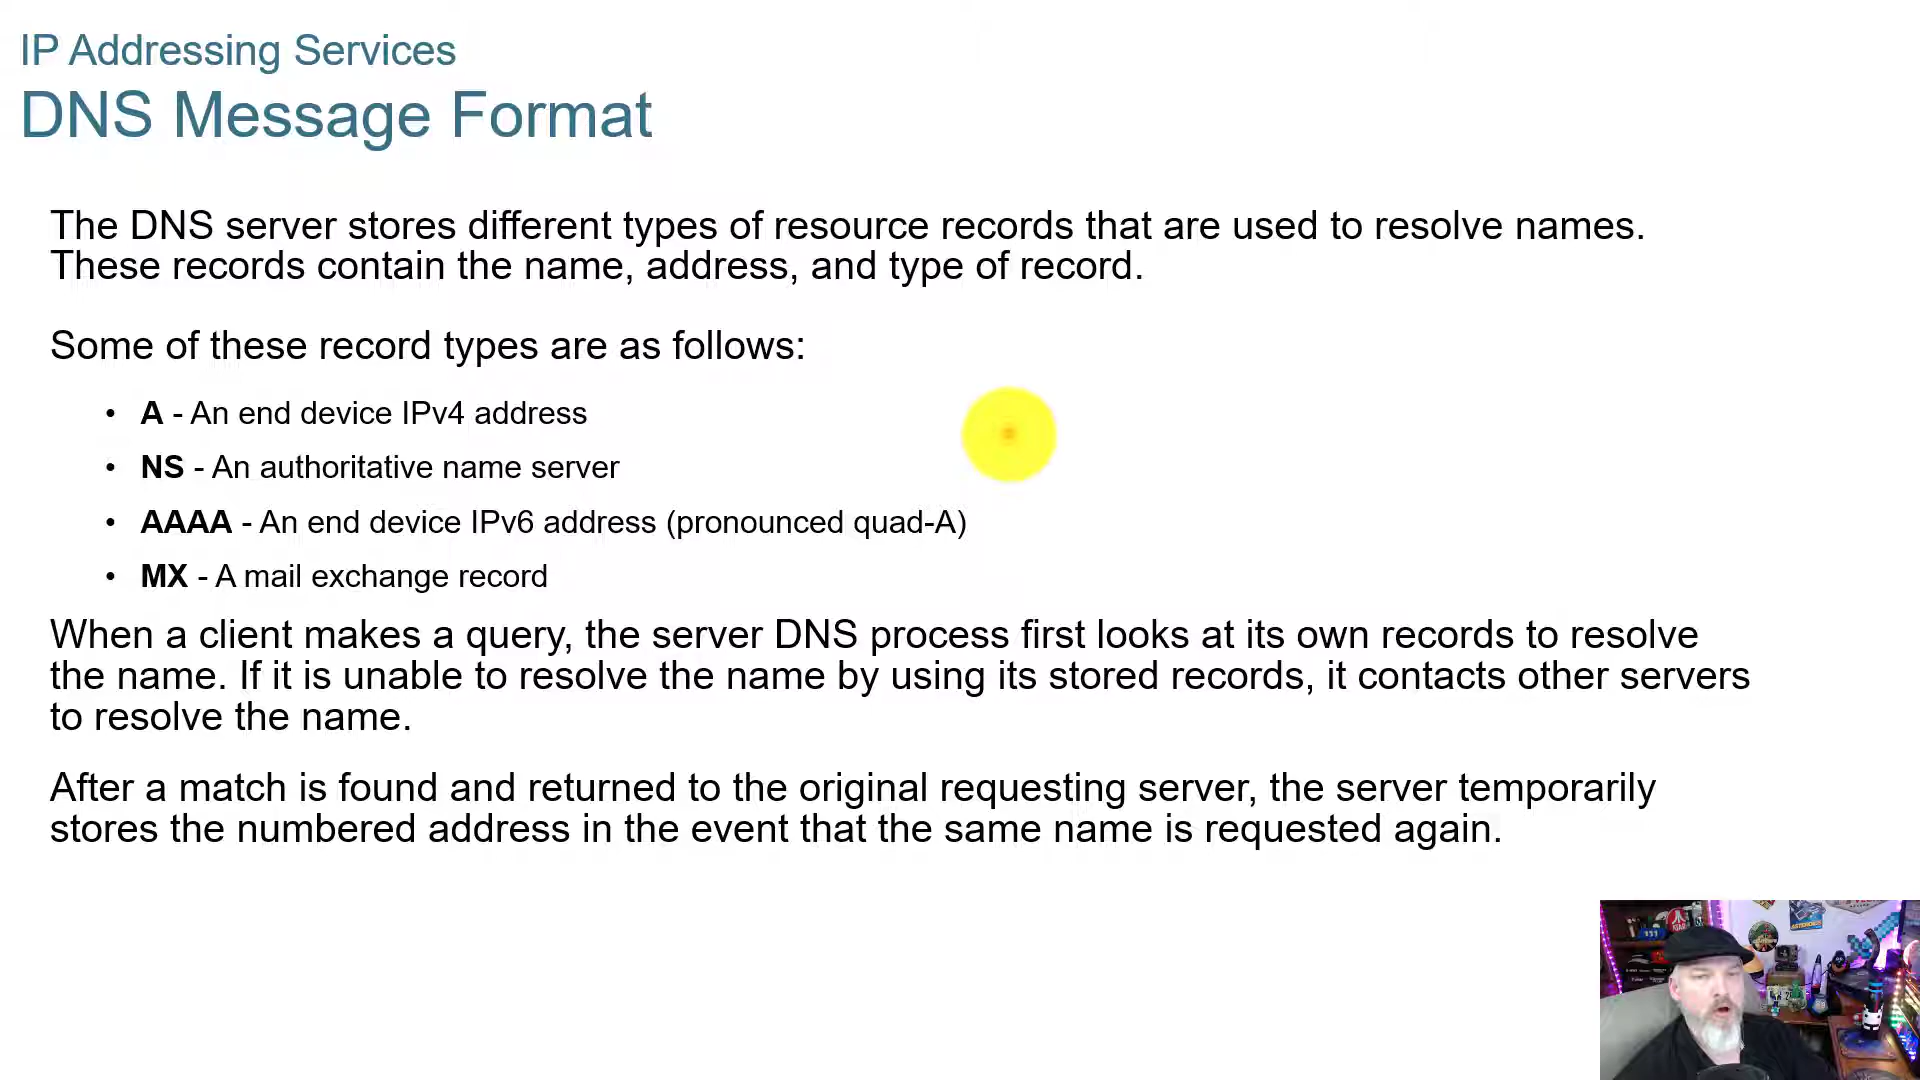 IP Addressing Services
DNS Message Format
The DNS server stores different types of resource records that are used to resolve names.
These records contain the name, address, and type of record.
Some of these record types are as follows:
• A - An end device IPv4 address
• NS - An authoritative name server
• AAAA - An end device IPv6 address (pronounced quad-A)
• MX - A mail exchange record
When a client makes a query, the server DNS process first looks at its own records to resolve
the name. If it is unable to resolve the name by using its stored records, it contacts other servers
to resolve the name.
After a match is found and returned to the original requesting server, the server temporarily
stores the numbered address in the event that the same name is requested again.